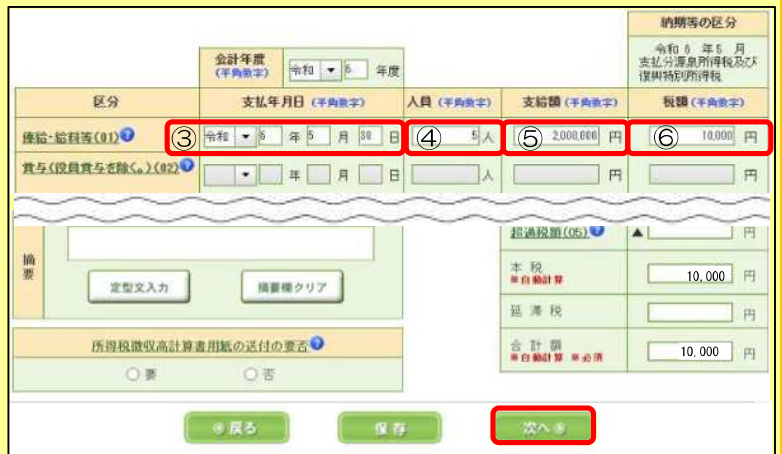 納期等の区分
会計年度
(半角数字)
令和 6 年度
令和 6 年 5 月
支払分源泉所得税及び
復興特別所得税
区分 支払年月日 (半角数字) 人員 (半角数字) 支給額 (半角数字) 税額 (半角数字)
俸給・給料等(01) ③ 令和 6 年 5 月 30 日 ④ 5 人 ⑤ 2,000,000 円 ⑥ 10,000 円
賞与(役員賞与を除く。)(02) 年 月 日 人 円 円
超過税額(05) ▲ 円
摘要
定型文入力 摘要欄クリア
本税 10,000 円
※自動計算
延滞税 円
所得税徴収高計算書用紙の送付の要否
要 否
合計額 10,000 円
※自動計算 ※必須
戻る 保存 次へ